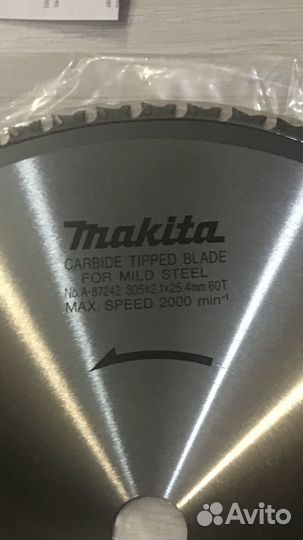 makita
CARBIDE TIPPED BLADE
FOR MILD STEEL
No.A-87242 305x2.1x25.4mm 60T
MAX. SPEED 2000 min⁻¹
Avito